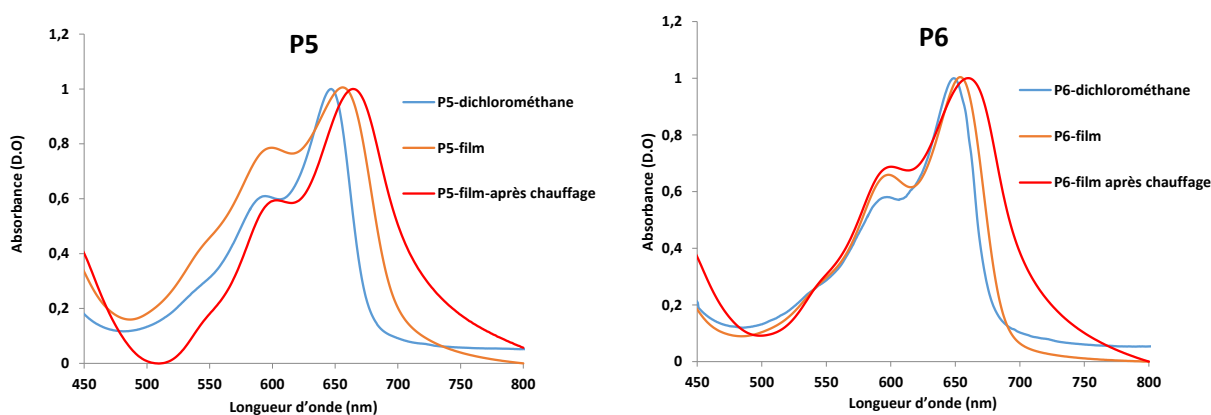 P5
1,2
1
0,8
0,6
0,4
0,2
0
Absorbance (D.O)
P5-dichlorométhane
P5-film
P5-film-après chauffage
450 500 550 600 650 700 750 800
Longueur d’onde (nm)
P6
1,2
1
0,8
0,6
0,4
0,2
0
Absorbance (D.O)
P6-dichlorométhane
P6-film
P6-film après chauffage
450 500 550 600 650 700 750 800
Longueur d’onde (nm)